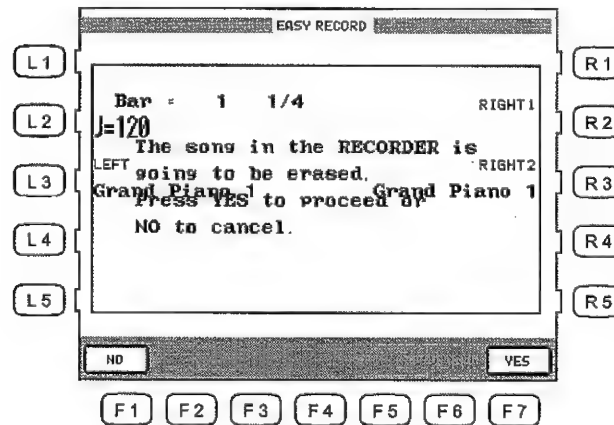 EASY RECORD
L1
R1
Bar = 1 1/4
RIGHT1
L2
R2
♩=120
The song in the RECORDER is
LEFT
going to be erased.
RIGHT2
L3
R3
Grand Piano 1
Grand Piano 1
Press YES to proceed or
L4
R4
NO to cancel.
L5
R5
NO
YES
F1 F2 F3 F4 F5 F6 F7